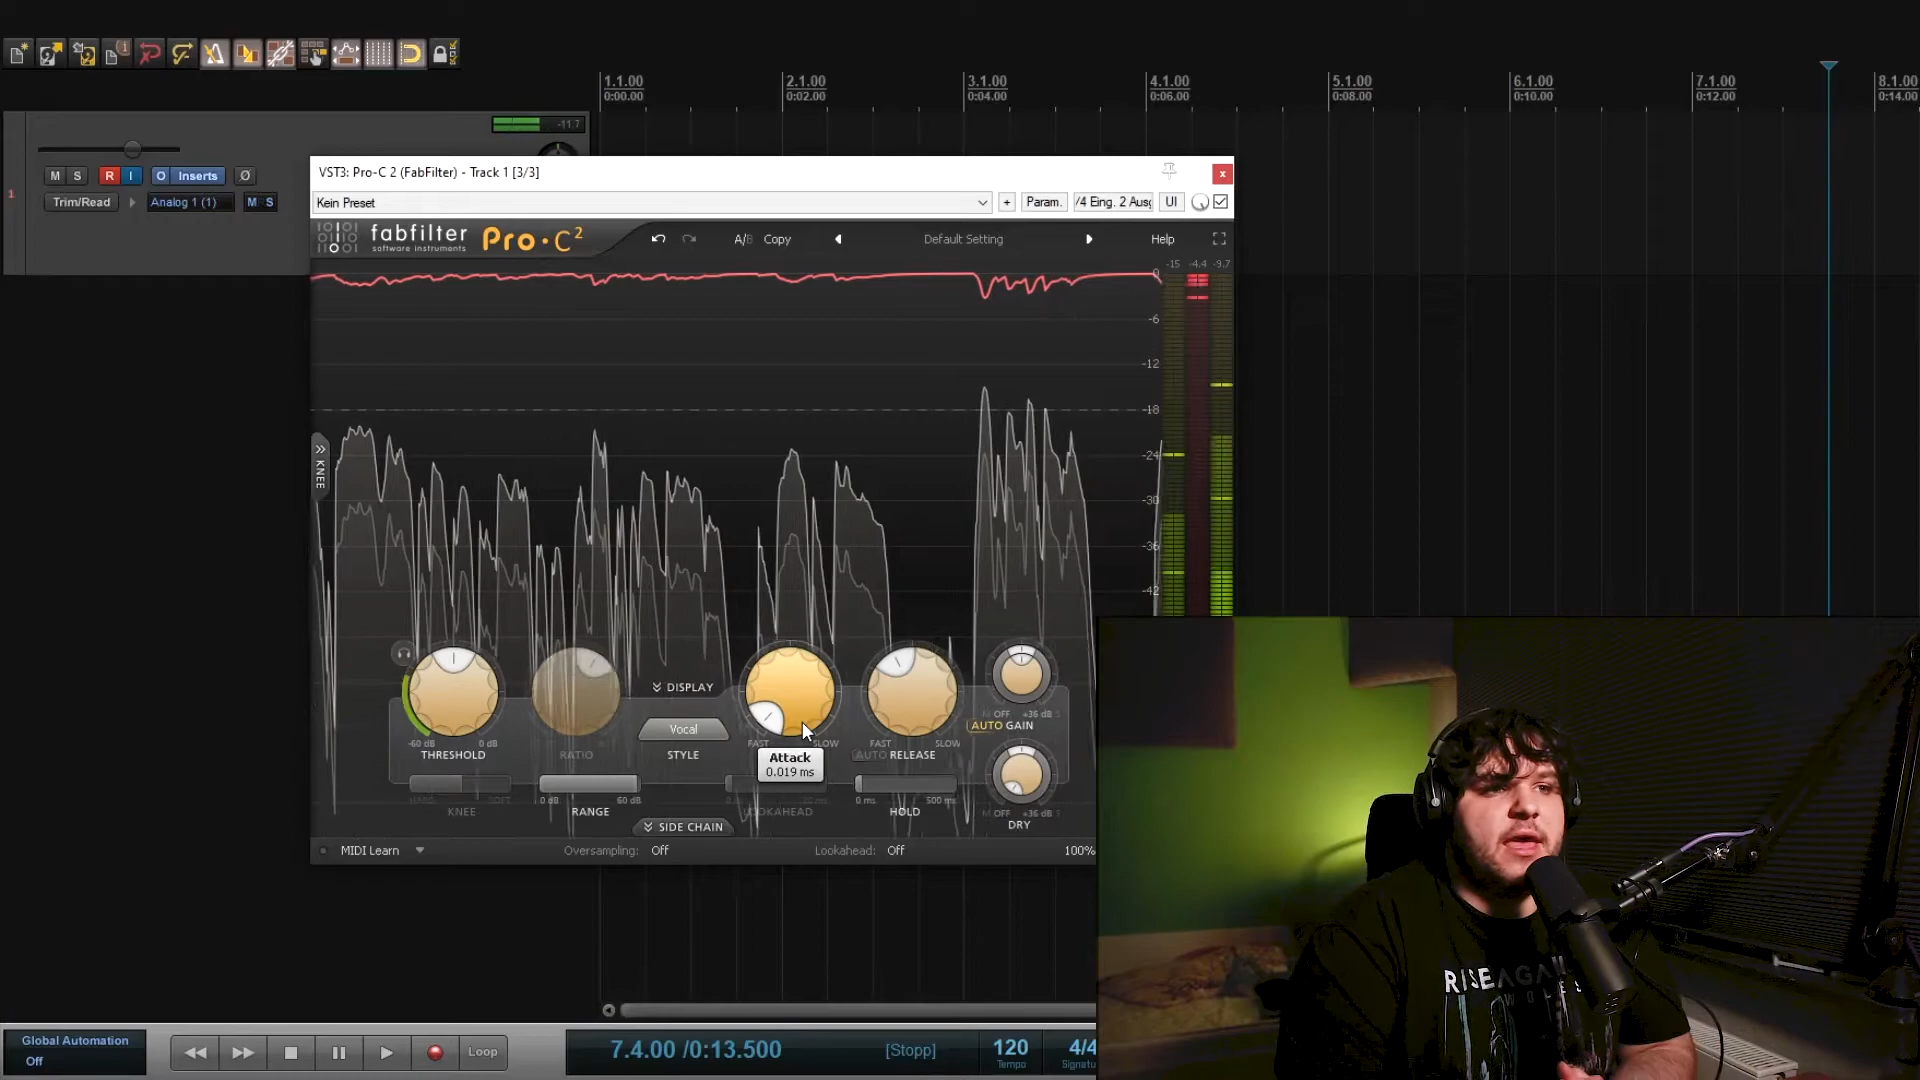 1.1.00 2.1.00 3.1.00 4.1.00 5.1.00 6.1.00 7.1.00 8.1.00
0:00.00 0:02.00 0:04.00 0:06.00 0:08.00 0:10.00 0:12.00 0:14.00
-11.7
M S R I O Inserts Ø
1
Trim/Read Analog 1 (1) M S
VST3: Pro-C 2 (FabFilter) - Track 1 [3/3] x
Kein Preset + Param. /4 Eing. 2 Ausg UI
fabfilter Pro·C²
software instruments
A/B Copy Default Setting Help
-15 -4.4 -9.7
0
-6
-12
-18
-24
-30
-36
-42
KNEE
DISPLAY
Vocal
STYLE
-60 dB 0 dB
THRESHOLD
RATIO
FAST SLOW
Attack
0.019 ms
FAST SLOW
AUTO RELEASE
OFF +36 dB
AUTO GAIN
HARD SOFT
KNEE
0 dB 60 dB
RANGE
LOOKAHEAD
0 ms 500 ms
HOLD
OFF +36 dB
DRY
SIDE CHAIN
MIDI Learn Oversampling: Off Lookahead: Off 100%
Global Automation
Off
Loop
7.4.00 /0:13.500 [Stopp] 120 4/4
Tempo
RISE AGA